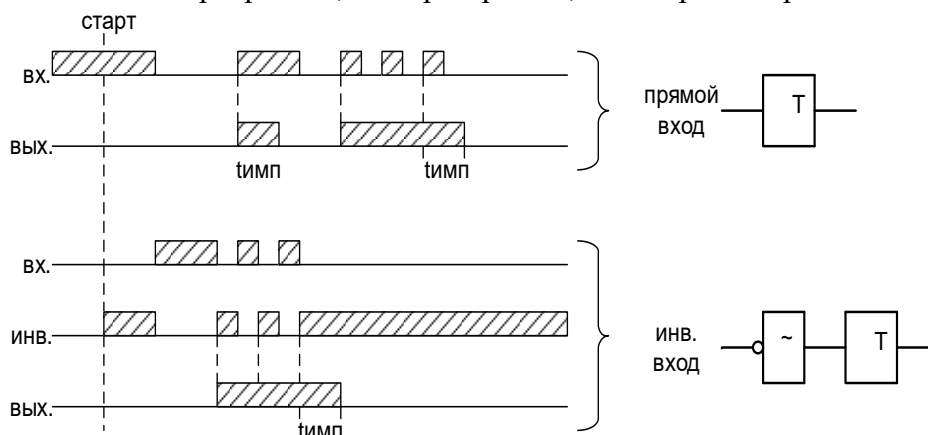 старт
вх.
вых.
tимп
tимп
прямой
вход
T
вх.
инв.
вых.
tимп
инв.
вход
~
T